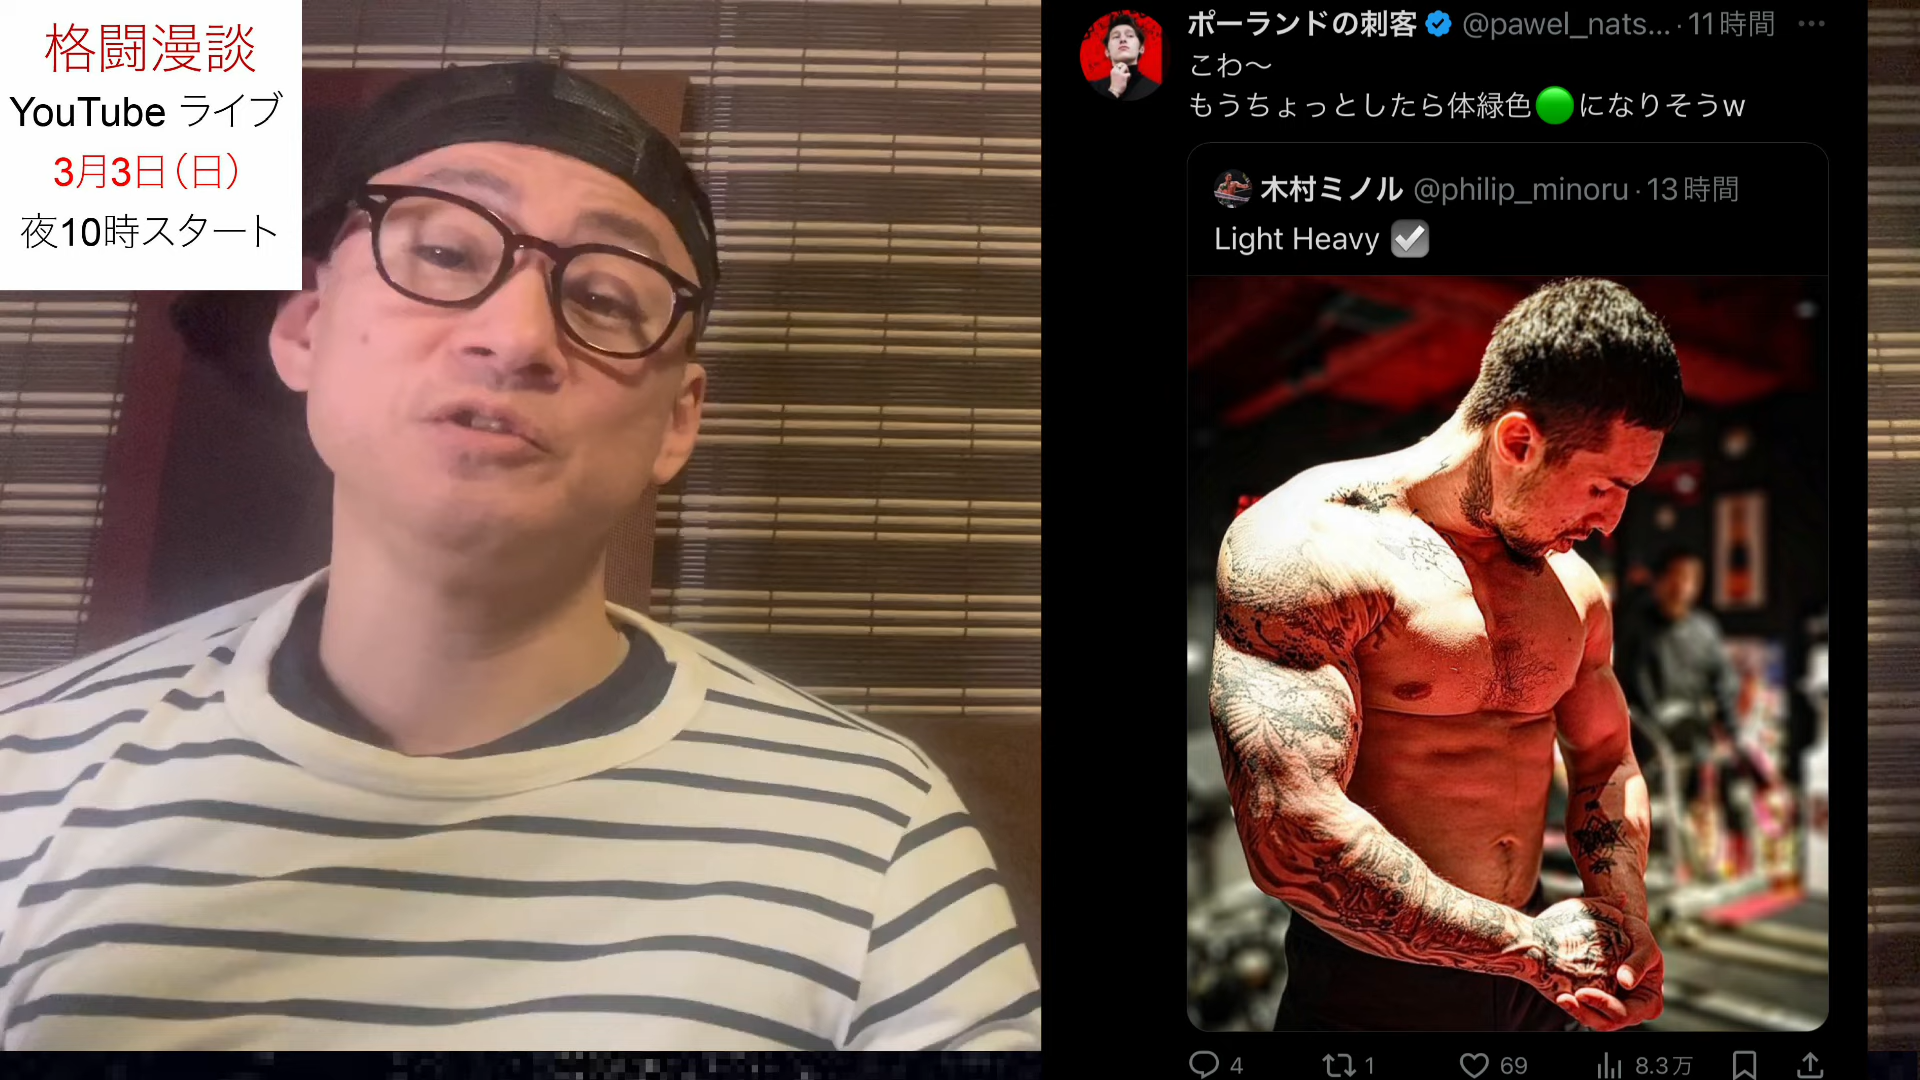 格闘漫談
YouTube ライブ
3月3日（日）
夜10時スタート
ポーランドの刺客 @pawel_nats... · 11時間
こわ〜
もうちょっとしたら体緑色🟢になりそうw
木村ミノル @philip_minoru · 13時間
Light Heavy ☑️
4 1 69 8.3万